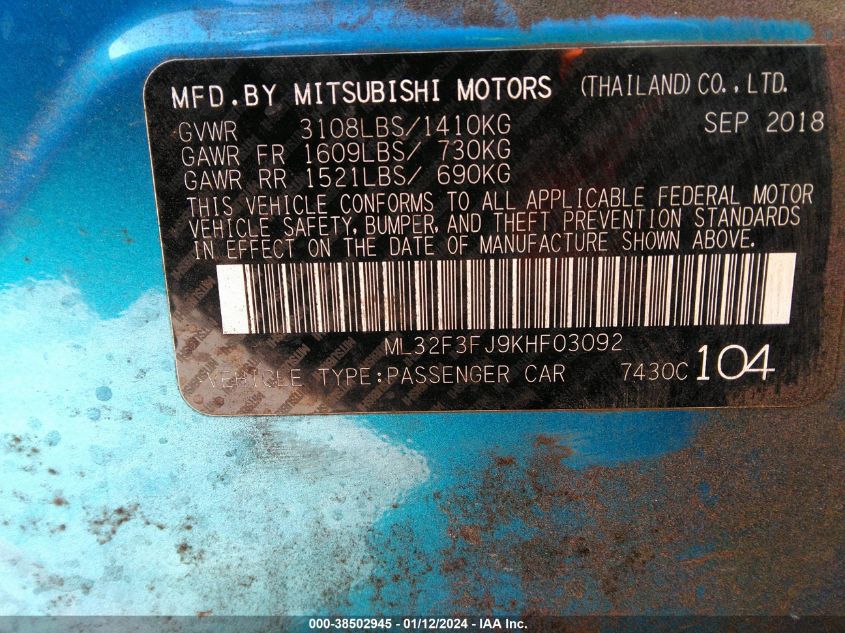 MFD.BY MITSUBISHI MOTORS (THAILAND) CO., LTD.
GVWR 3108LBS/1410KG SEP 2018
GAWR FR 1609LBS/ 730KG
GAWR RR 1521LBS/ 690KG
THIS VEHICLE CONFORMS TO ALL APPLICABLE FEDERAL MOTOR
VEHICLE SAFETY, BUMPER, AND THEFT PREVENTION STANDARDS
IN EFFECT ON THE DATE OF MANUFACTURE SHOWN ABOVE.
ML32F3FJ9KHF03092
VEHICLE TYPE:PASSENGER CAR 7430C 104
000-38502945 - 01/12/2024 - IAA Inc.